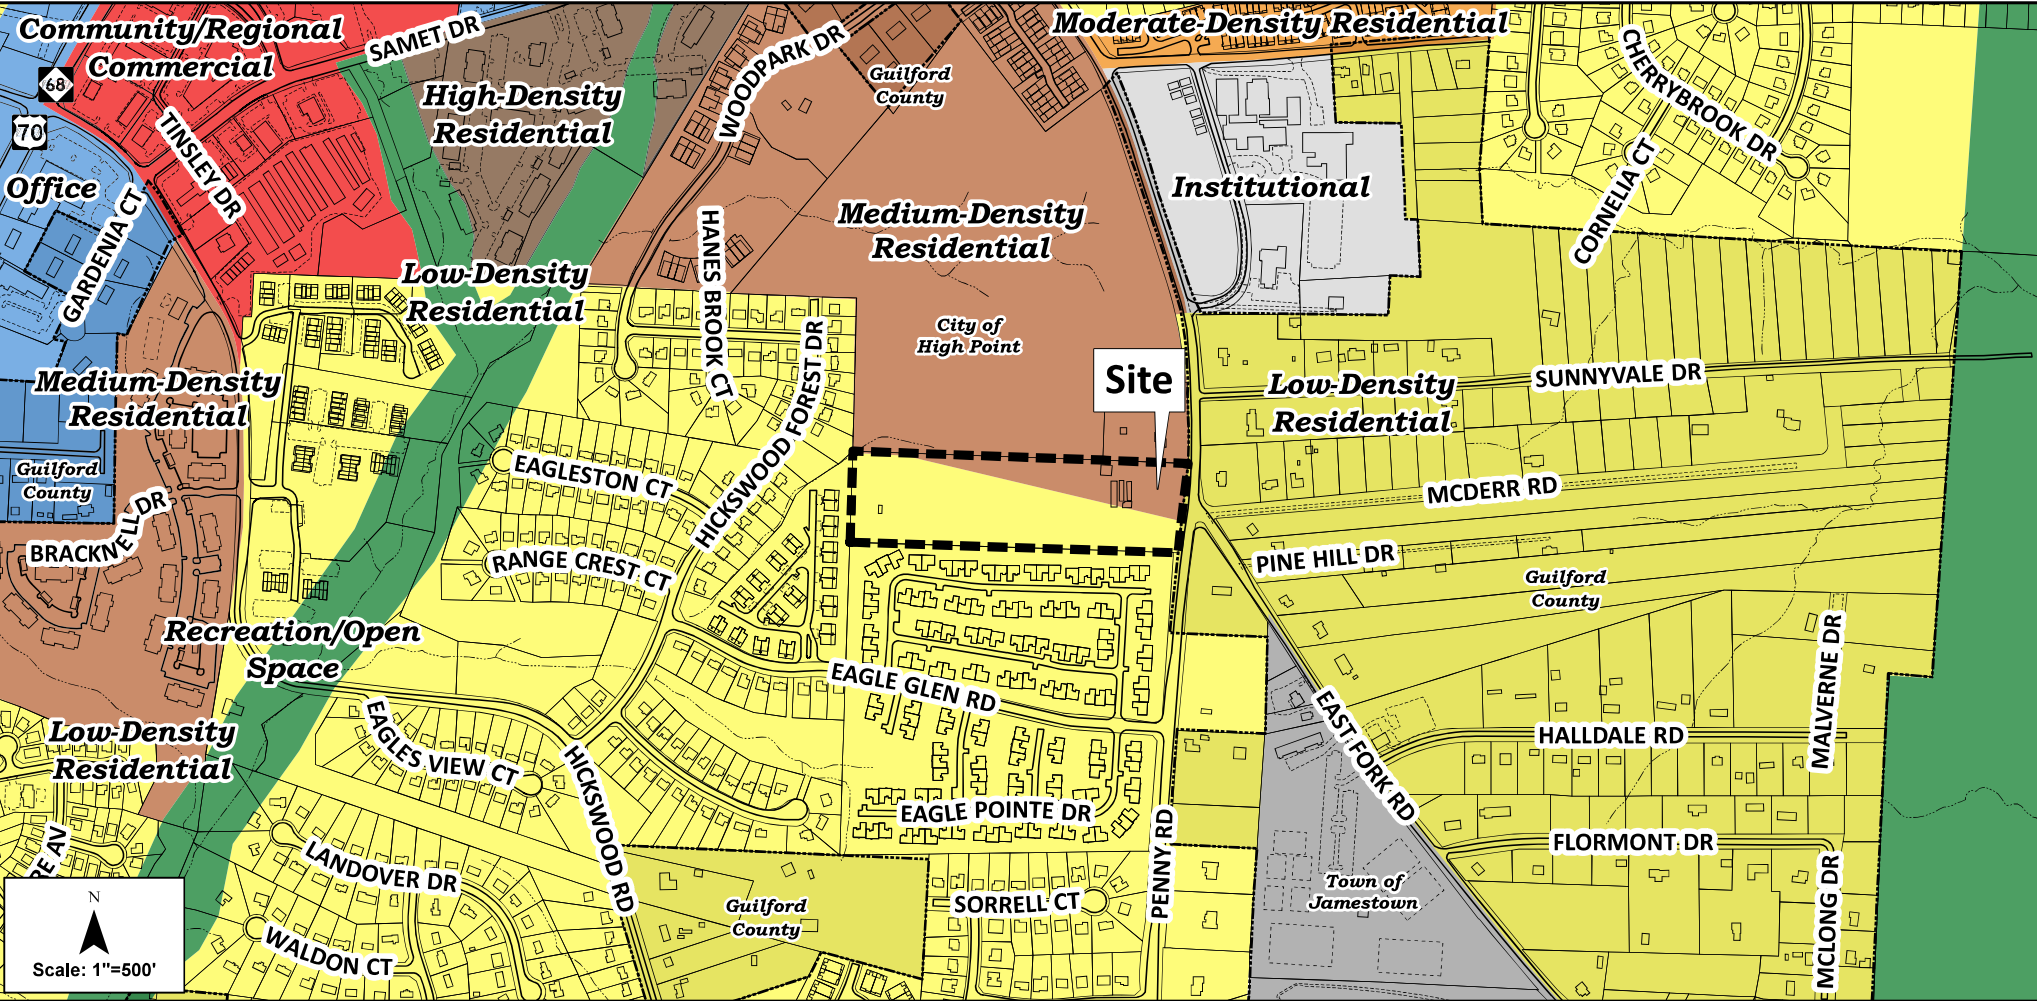 Community/Regional
Commercial
SAMET DR
68
70
TINSLEY DR
High-Density
Residential
WOODPARK DR
Guilford
County
Moderate-Density Residential
CHERRYBROOK DR
CORNELIA CT
Institutional
Office
GARDENIA CT
Medium-Density
Residential
HANES BROOK CT
Low-Density
Residential
City of
High Point
HICKSWOOD FOREST DR
Site
SUNNYVALE DR
Low-Density
Residential
Medium-Density
Residential
Guilford
County
BRACKNELL DR
EAGLESTON CT
RANGE CREST CT
MCDERR RD
PINE HILL DR
Guilford
County
Recreation/Open
Space
EAGLE GLEN RD
MALVERNE DR
HALLDALE RD
EAST FORK RD
Low-Density
Residential
EAGLES VIEW CT
HICKSWOOD RD
EAGLE POINTE DR
PENNY RD
FLORMONT DR
MCLONG DR
RE AV
LANDOVER DR
WALDON CT
Guilford
County
SORRELL CT
Town of
Jamestown
N
Scale: 1"=500'